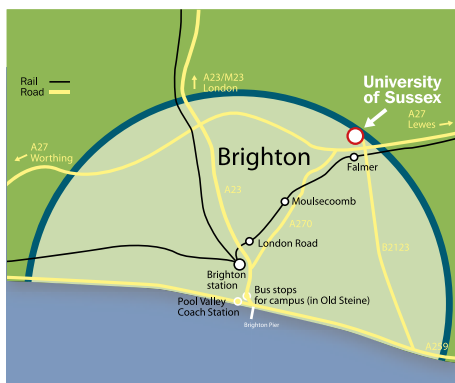 Rail
Road
A23/M23
London
University
of Sussex
A27
Lewes
A27
Worthing
Brighton
Falmer
A23
Moulsecoomb
A270
London Road
B2123
Brighton
station
Bus stops
for campus (in Old Steine)
Pool Valley
Coach Station
Brighton Pier
A259